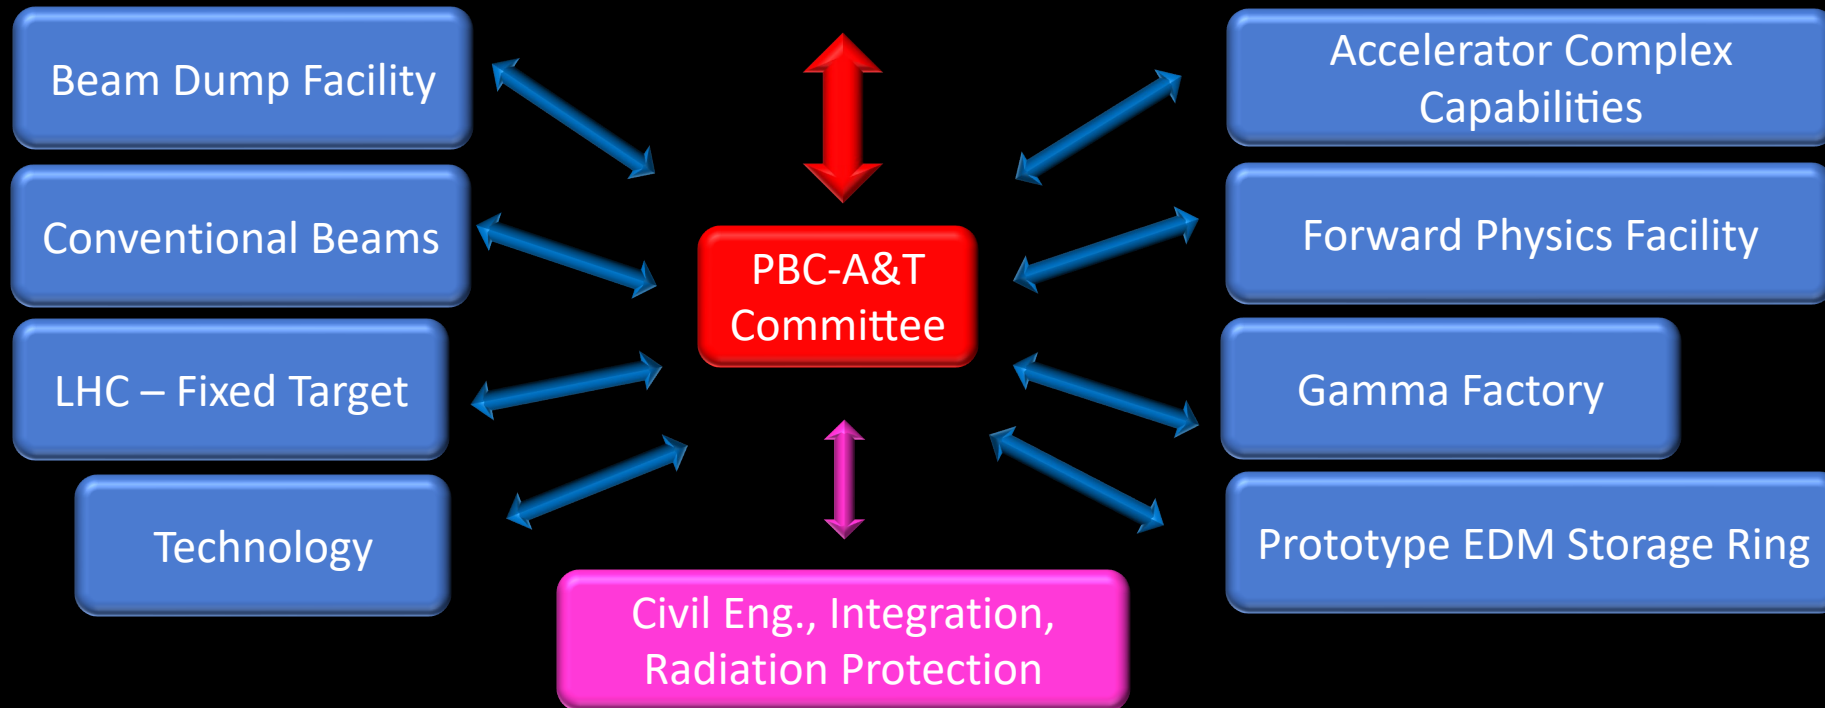 Beam Dump Facility
Accelerator Complex
Capabilities
Conventional Beams
Forward Physics Facility
PBC-A&T
Committee
LHC – Fixed Target
Gamma Factory
Technology
Prototype EDM Storage Ring
Civil Eng., Integration,
Radiation Protection